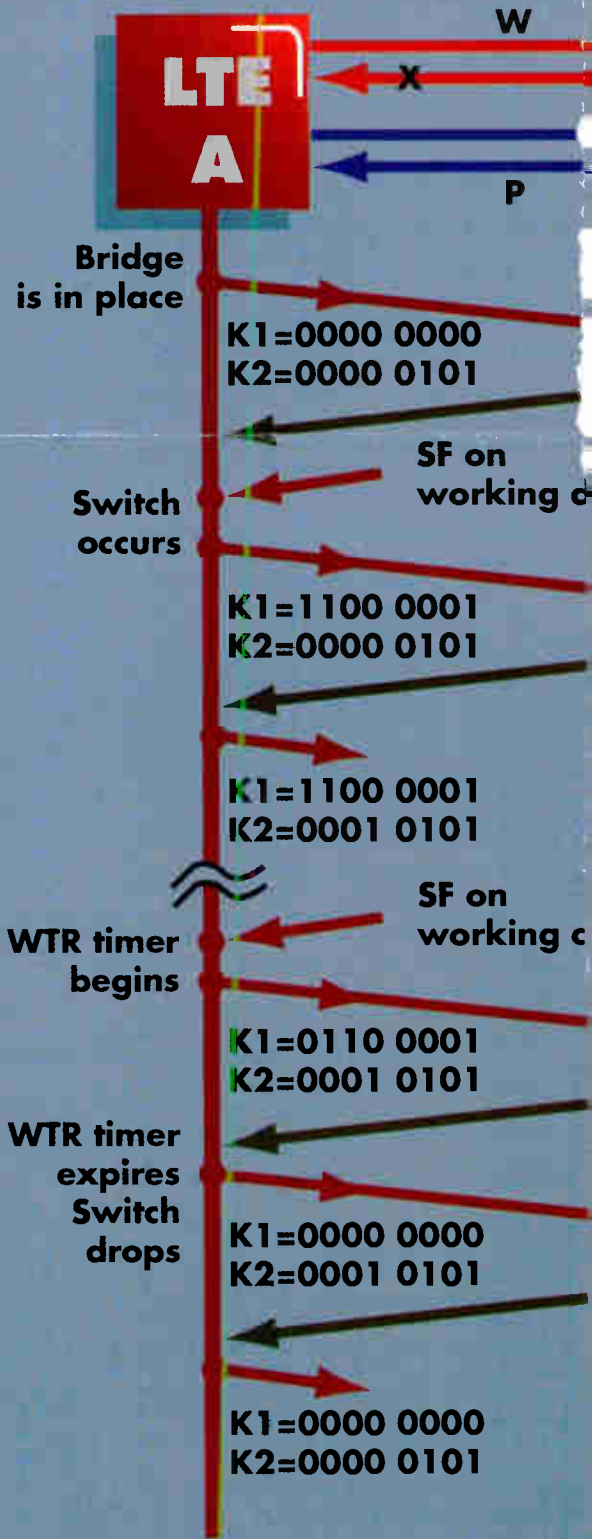 W
LTE
X
A
P
Bridge
is in place
K1=0000 0000
K2=0000 0101
SF on
working
Switch
occurs
K1=1100 0001
K2=0000 0101
K1=1100 0001
K2=0001 0101
SF on
working c
WTR timer
begins
K1=0110 0001
K2=0001 0101
WTR timer
expires
Switch
drops
K1=0000 0000
K2=0001 0101
K1=0000 0000
K2=0000 0101